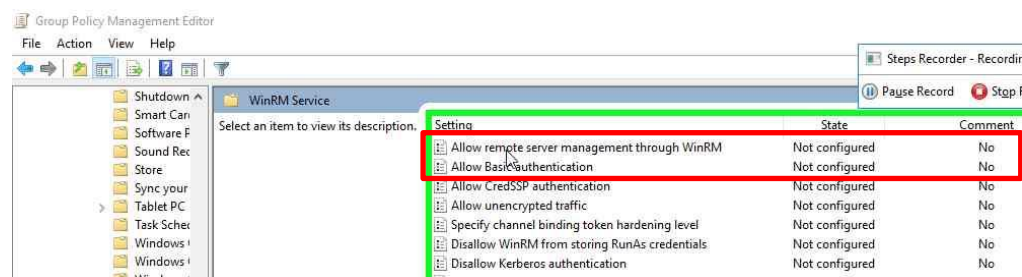 Group Policy Management Editor
File Action View Help
Steps Recorder - Recordin
Pause Record Stop
Shutdown
WinRM Service
Smart Car
Select an item to view its description.
Setting State Comment
Software P
Sound Rec
Store
Sync your
Tablet PC
Task Sched
Windows
Windows
Allow remote server management through WinRM Not configured No
Allow Basic authentication Not configured No
Allow CredSSP authentication Not configured No
Allow unencrypted traffic Not configured No
Specify channel binding token hardening level Not configured No
Disallow WinRM from storing RunAs credentials Not configured No
Disallow Kerberos authentication Not configured No